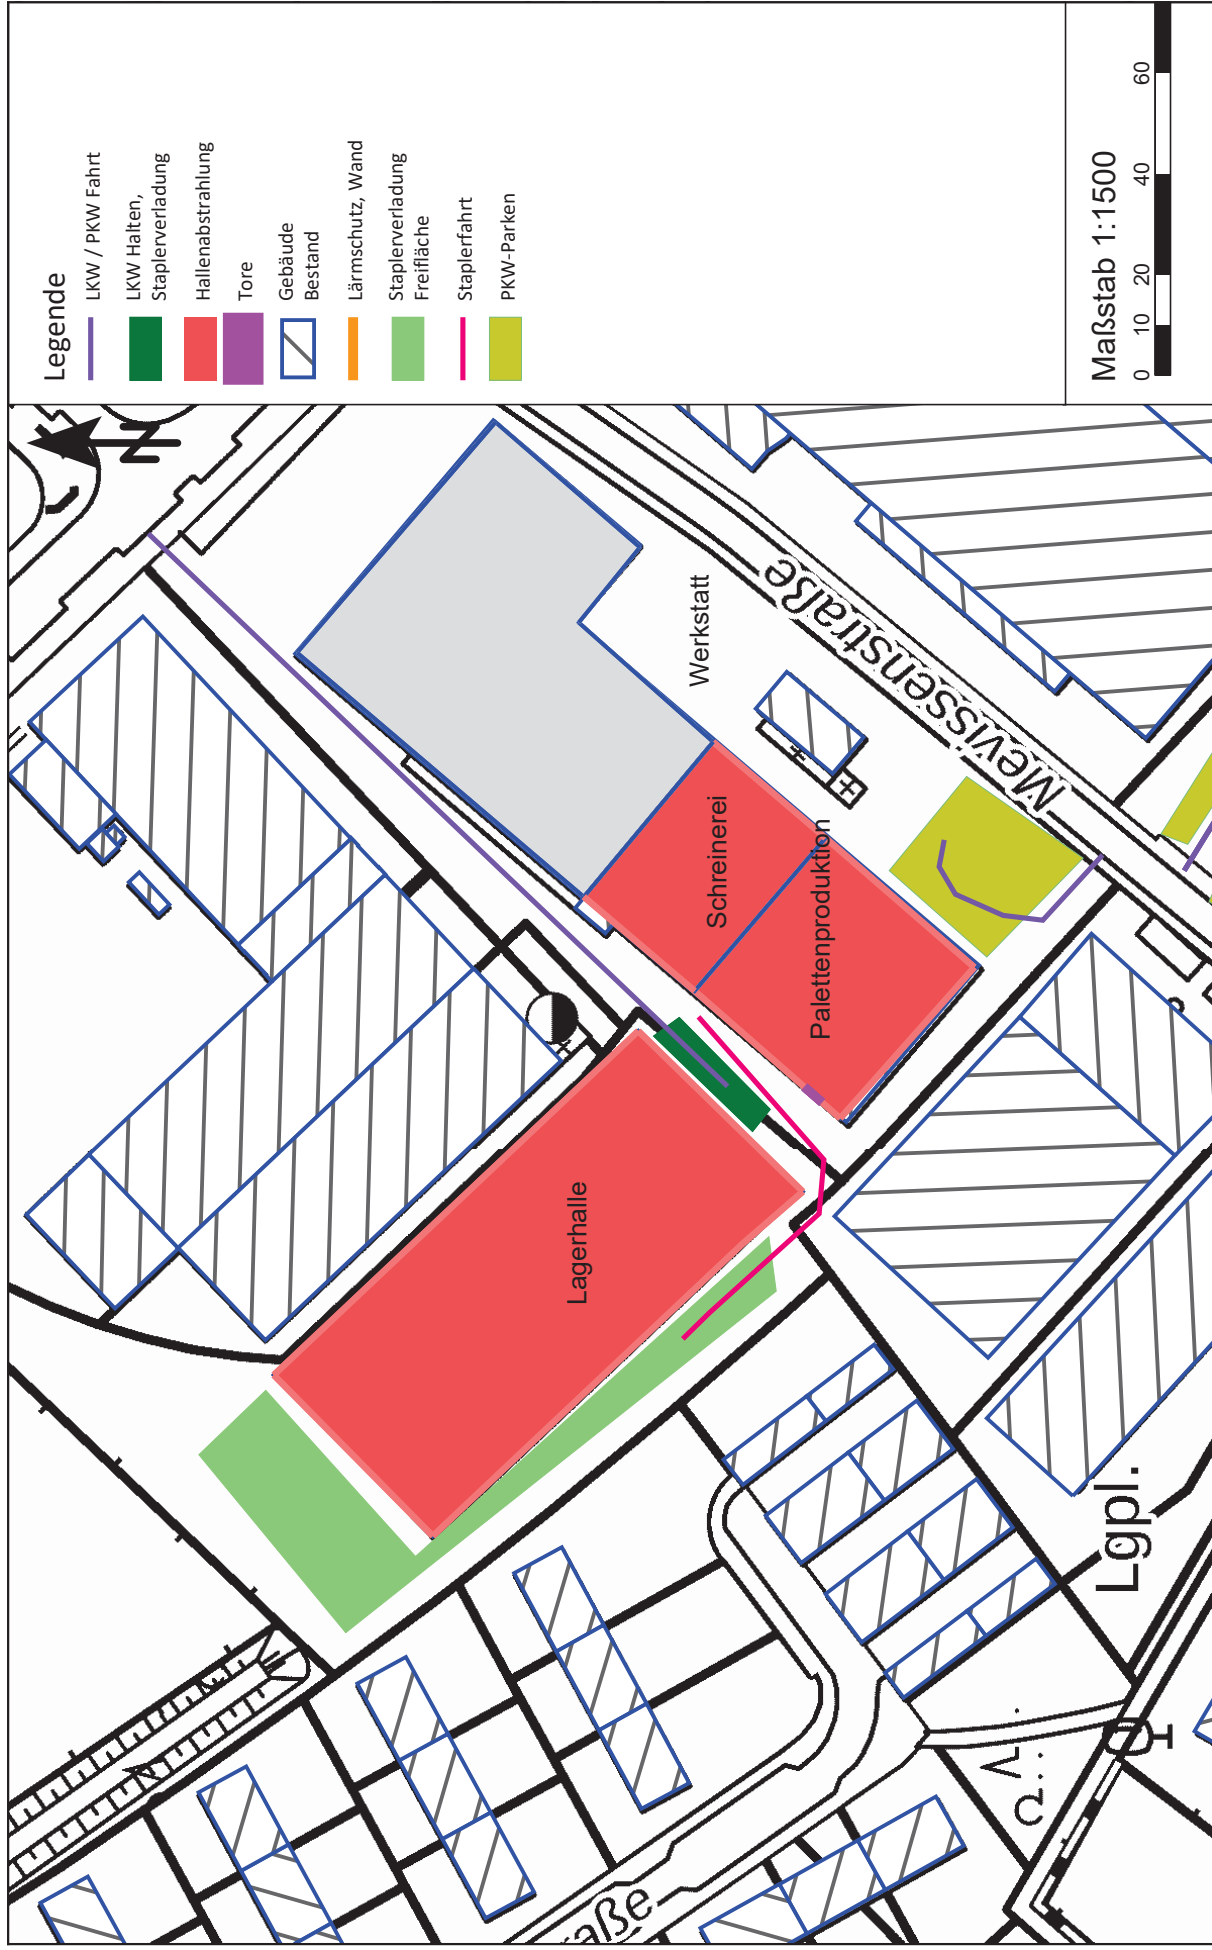 Legende
LKW / PKW Fahrt
LKW Halten,
Staplerverladung
Hallenabstrahlung
Tore
Gebäude
Bestand
Lärmschutz, Wand
Staplerverladung
Freifläche
Staplerfahrt
PKW-Parken
Maßstab 1:1500
0 10 20 40 60
N
Werkstatt
Mevissenstraße
Schreinerei
Palettenproduktion
Lagerhalle
Lgpl.
aße